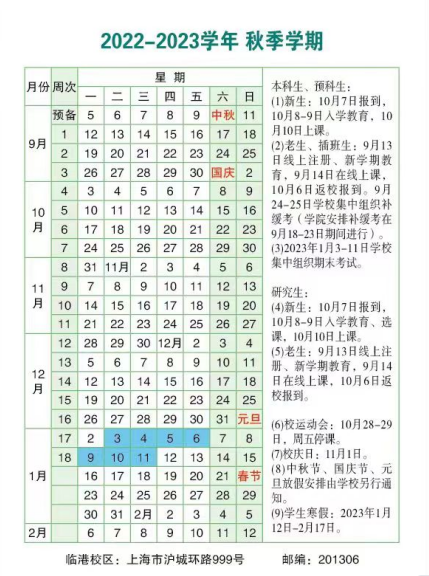 2022-2023学年 秋季学期
月份 周次 星 期
一 二 三 四 五 六 日
9月
预备 5 6 7 8 9 中秋 11
1 12 13 14 15 16 17 18
2 19 20 21 22 23 24 25
3 26 27 28 29 30 国庆 2
10月
4 3 4 5 6 7 8 9
5 10 11 12 13 14 15 16
6 17 18 19 20 21 22 23
7 24 25 26 27 28 29 30
11月
8 31 11月 2 3 4 5 6
9 7 8 9 10 11 12 13
10 14 15 16 17 18 19 20
11 21 22 23 24 25 26 27
12 28 29 30 12月 2 3 4
12月
13 5 6 7 8 9 10 11
14 12 13 14 15 16 17 18
15 19 20 21 22 23 24 25
16 26 27 28 29 30 31 元旦
1月
17 2 3 4 5 6 7 8
18 9 10 11 12 13 14 15
16 17 18 19 20 21 春节
23 24 25 26 27 28 29
30 31 2月 2 3 4 5
2月 6 7 8 9 10 11 12
本科生、预科生：
(1)新生：10月7日报到，
10月8-9日入学教育，10
月10日上课。
(2)老生、插班生：9月13
日线上注册、新学期教
育，9月14日在线上课，
10月6日返校报到。9月
24-25日学校集中组织补
缓考（学院安排补缓考在
9月18-23日期间进行）。
(3)2023年1月3-11日学校
集中组织期末考试。
研究生：
(4)新生：10月7日报到，
10月8-9日入学教育、选
课，10月10日上课。
(5)老生：9月13日线上注
册、新学期教育，9月14
日在线上课，10月6日返
校报到。
(6)校运动会：10月28-29
日，周五停课。
(7)校庆日：11月1日。
(8)中秋节、国庆节、元
旦放假安排由学校另行通
知。
(9)学生寒假：2023年1月
12日-2月17日。
临港校区：上海市沪城环路999号 邮编：201306